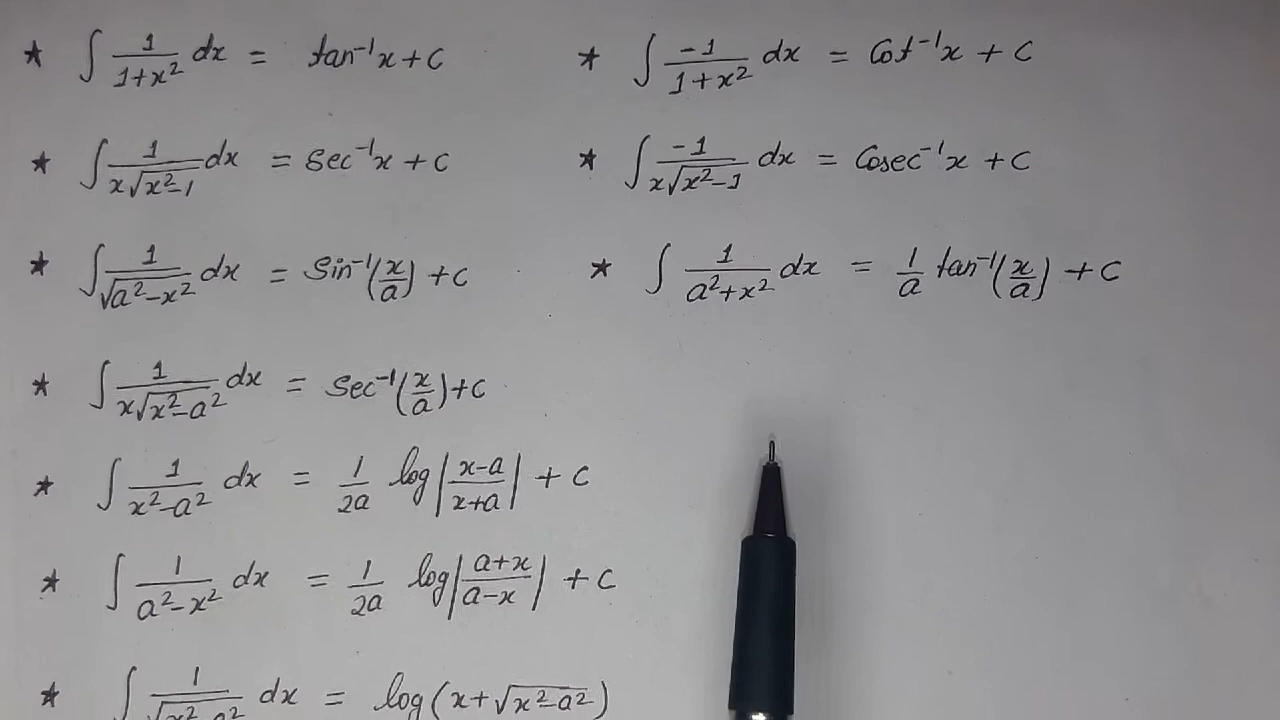 ★ ∫ 1/(1+x²) dx = tan⁻¹x + C ★ ∫ -1/(1+x²) dx = Cot⁻¹x + C
★ ∫ 1/(x√(x²-1)) dx = Sec⁻¹x + C ★ ∫ -1/(x√(x²-1)) dx = Cosec⁻¹x + C
★ ∫ 1/√(a²-x²) dx = Sin⁻¹(x/a) + C ★ ∫ 1/(a²+x²) dx = 1/a tan⁻¹(x/a) + C
★ ∫ 1/(x√(x²-a²)) dx = Sec⁻¹(x/a) + C
★ ∫ 1/(x²-a²) dx = 1/2a log|(x-a)/(x+a)| + C
★ ∫ 1/(a²-x²) dx = 1/2a log|(a+x)/(a-x)| + C
★ ∫ 1/√(x²-a²) dx = log(x+√(x²-a²))